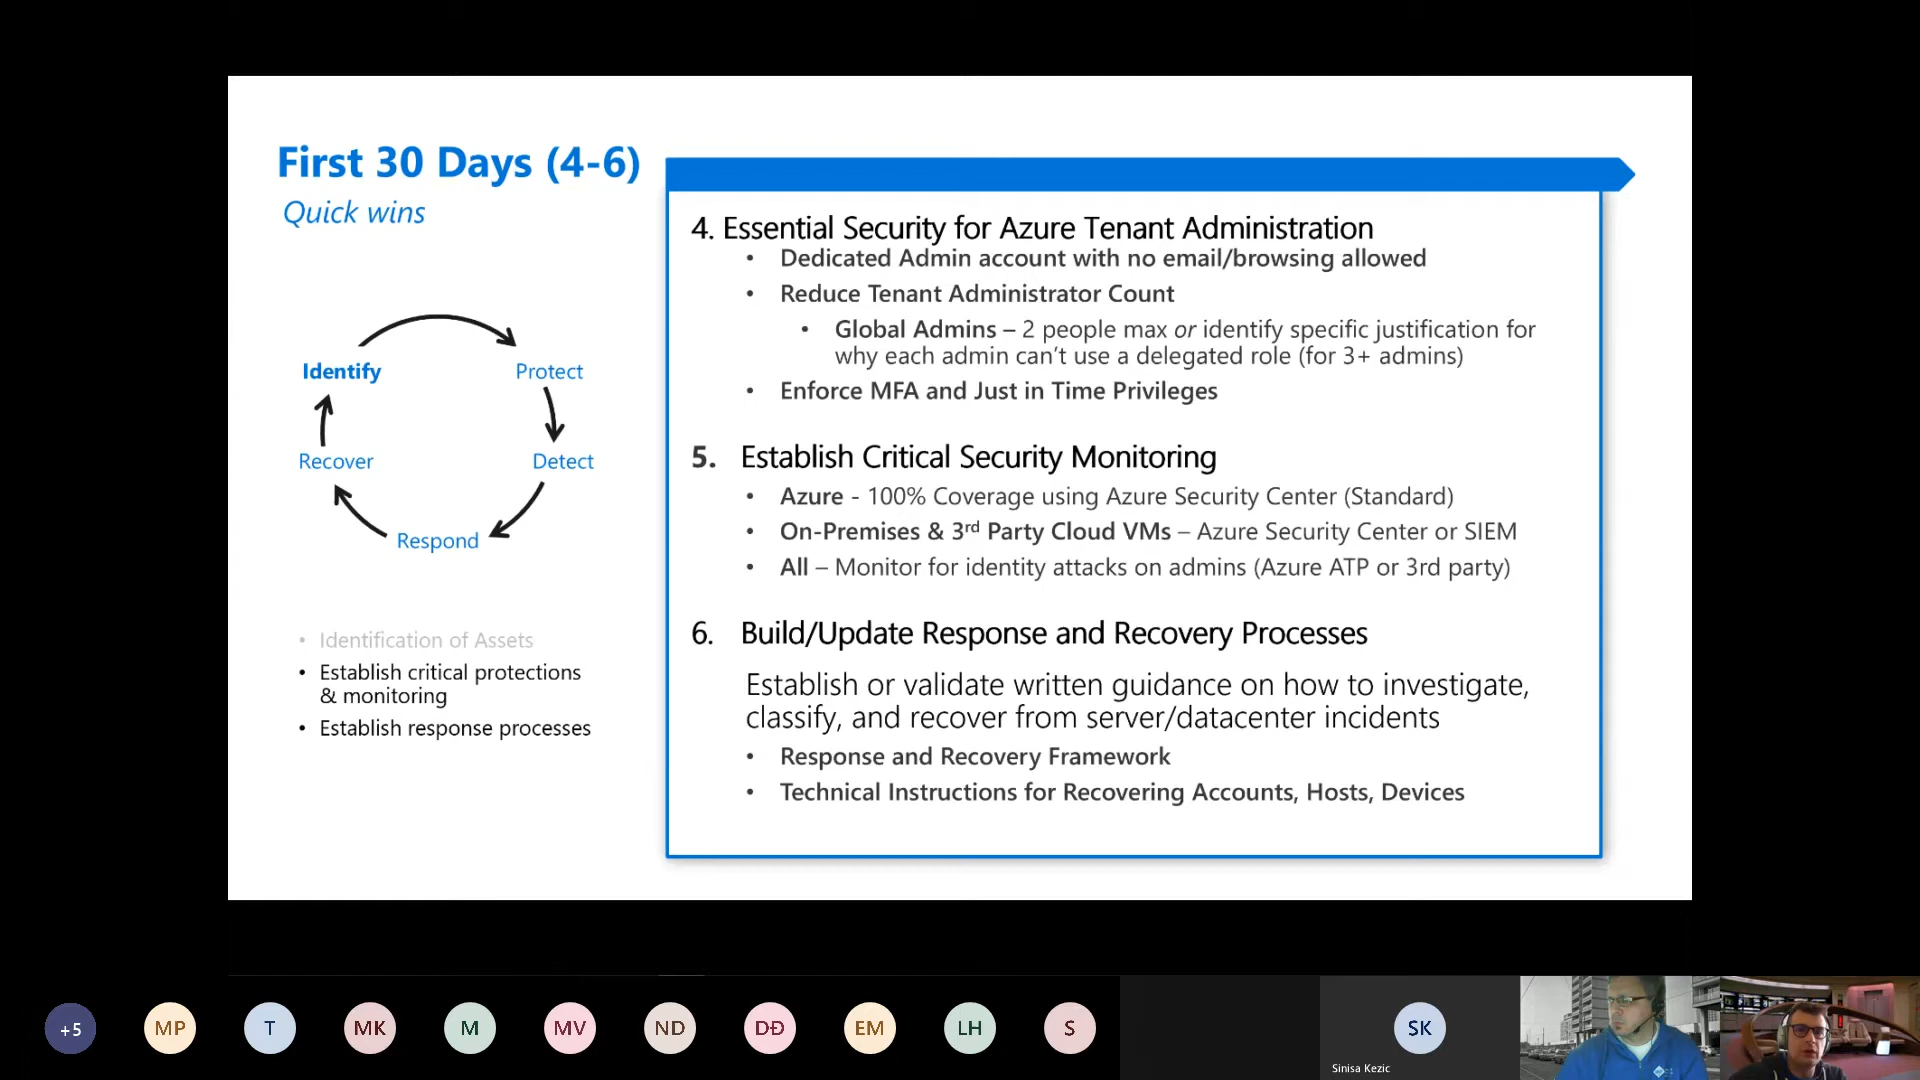 First 30 Days (4-6)
Quick wins
Identify
Protect
Detect
Respond
Recover
• Identification of Assets
• Establish critical protections
& monitoring
• Establish response processes
4. Essential Security for Azure Tenant Administration
• Dedicated Admin account with no email/browsing allowed
• Reduce Tenant Administrator Count
• Global Admins – 2 people max or identify specific justification for
why each admin can't use a delegated role (for 3+ admins)
• Enforce MFA and Just in Time Privileges
5. Establish Critical Security Monitoring
• Azure - 100% Coverage using Azure Security Center (Standard)
• On-Premises & 3rd Party Cloud VMs – Azure Security Center or SIEM
• All – Monitor for identity attacks on admins (Azure ATP or 3rd party)
6. Build/Update Response and Recovery Processes
Establish or validate written guidance on how to investigate,
classify, and recover from server/datacenter incidents
• Response and Recovery Framework
• Technical Instructions for Recovering Accounts, Hosts, Devices
+5 MP T MK M MV ND DĐ EM LH S SK
Sinisa Kezic